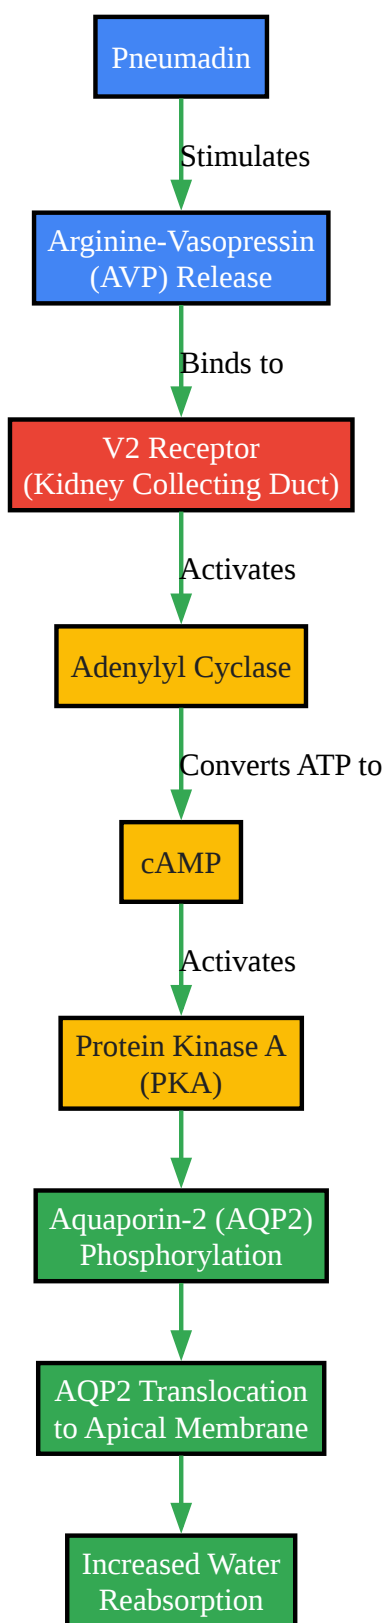 Pneumadin
Stimulates
Arginine-Vasopressin
(AVP) Release
Binds to
V2 Receptor
(Kidney Collecting Duct)
Activates
Adenylyl Cyclase
Converts ATP to
cAMP
Activates
Protein Kinase A
(PKA)
Aquaporin-2 (AQP2)
Phosphorylation
AQP2 Translocation
to Apical Membrane
Increased Water
Reabsorption